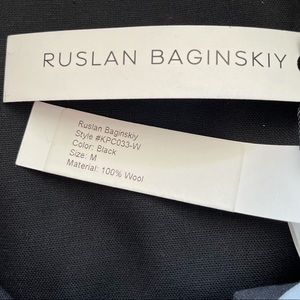 RUSLAN BAGINSKIY
Ruslan Baginskiy
Style #KPC033-W
Color: Black
Size: M
Material: 100% Wool